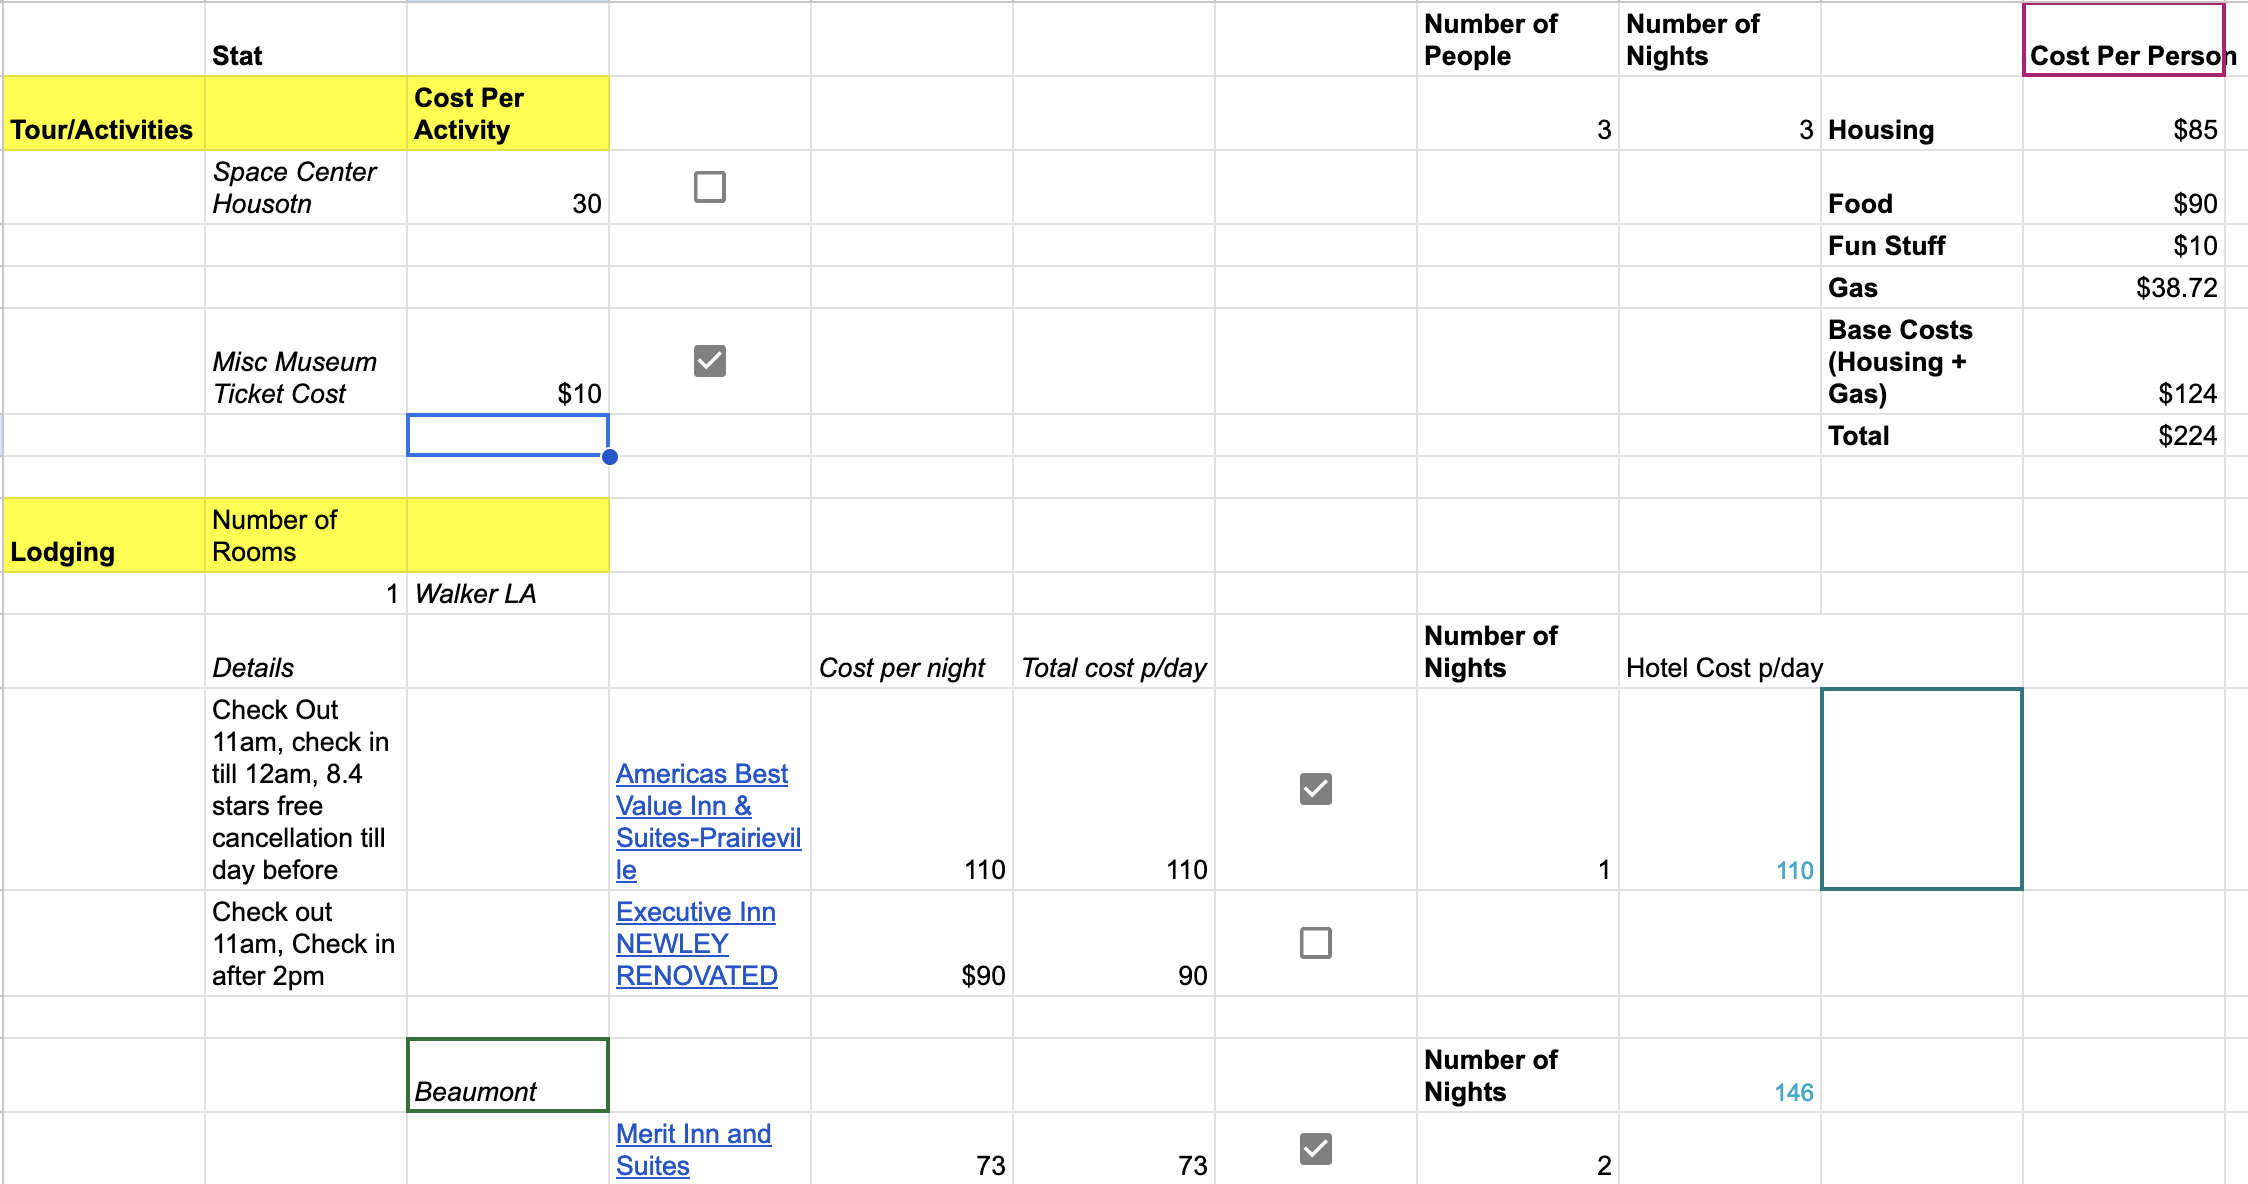 Stat
Number of
People
Number of
Nights
Cost Per Person
Tour/Activities
Cost Per
Activity
3
3
Housing
$85
Space Center
Housotn
30
Food
$90
Fun Stuff
$10
Gas
$38.72
Misc Museum
Ticket Cost
$10
Base Costs
(Housing +
Gas)
$124
Total
$224
Lodging
Number of
Rooms
1
Walker LA
Details
Cost per night
Total cost p/day
Number of
Nights
Hotel Cost p/day
Check Out
11am, check in
till 12am, 8.4
stars free
cancellation till
day before
Americas Best
Value Inn &
Suites-Prairievil
le
110
110
1
110
Check out
11am, Check in
after 2pm
Executive Inn
NEWLEY
RENOVATED
$90
90
Beaumont
Number of
Nights
146
Merit Inn and
Suites
73
73
2